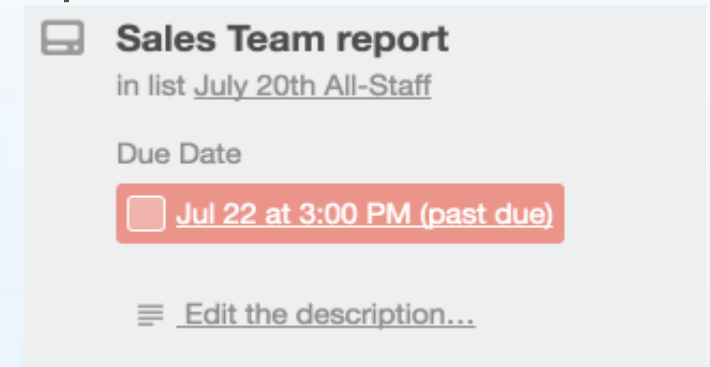 Sales Team report
in list July 20th All-Staff
Due Date
Jul 22 at 3:00 PM (past due)
Edit the description...